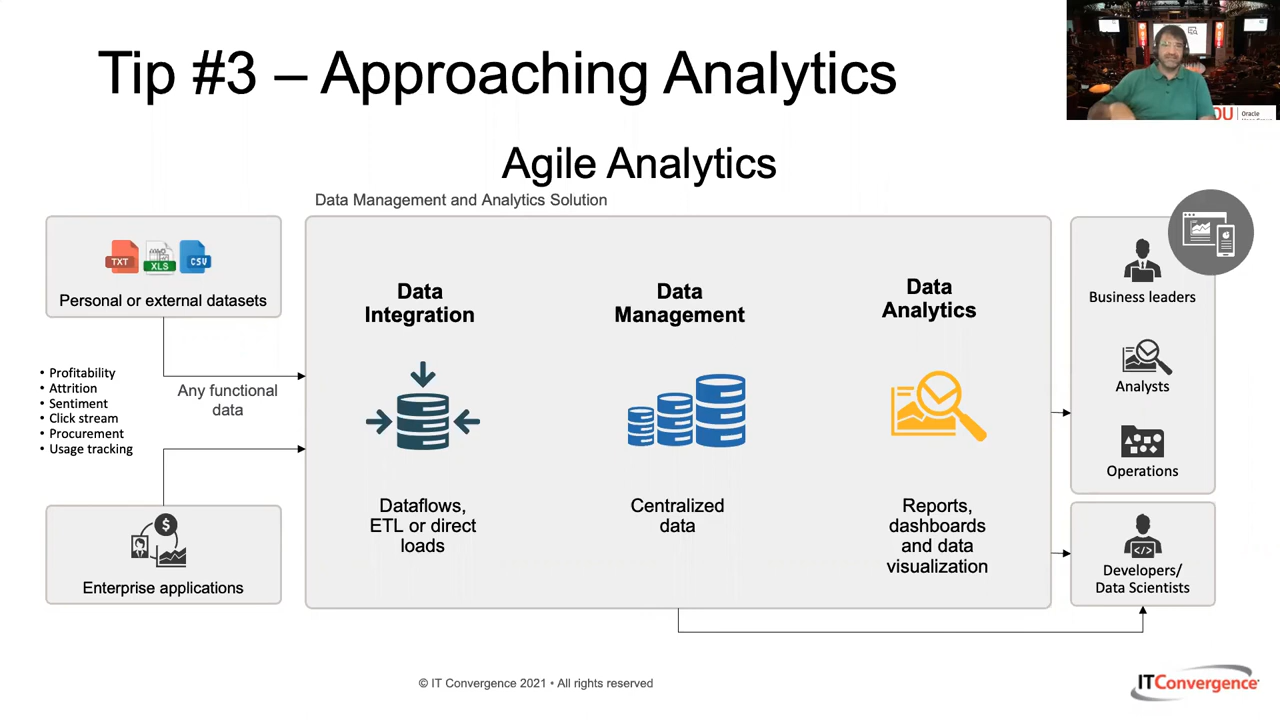 Tip #3 – Approaching Analytics
OU
Oracle
Agile Analytics
Data Management and Analytics Solution
TXT
XLS
CSV
Personal or external datasets
• Profitability
• Attrition
• Sentiment
• Click stream
• Procurement
• Usage tracking
Any functional
data
$
Enterprise applications
Data
Integration
Dataflows,
ETL or direct
loads
Data
Management
Centralized
data
Data
Analytics
Reports,
dashboards
and data
visualization
Business leaders
Analysts
Operations
</>
Developers/
Data Scientists
© IT Convergence 2021 • All rights reserved
ITConvergence